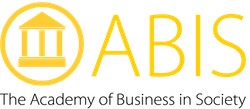 ABIS
The Academy of Business in Society